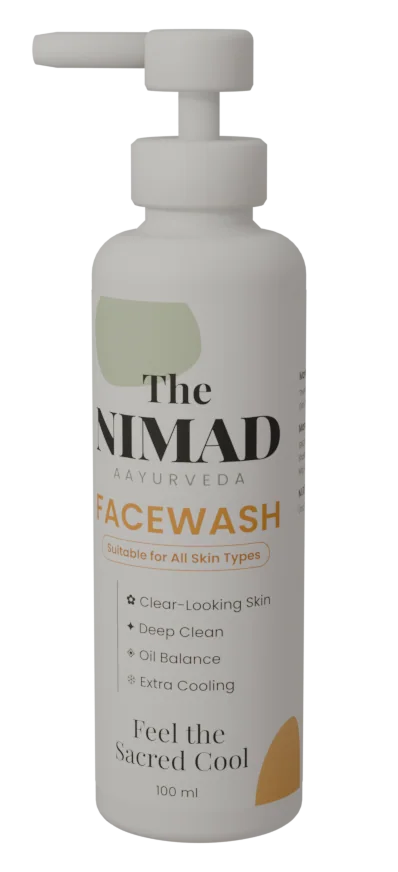 The
NIMAD
AAYURVEDA
FACEWASH
Suitable for All Skin Types
Clear-Looking Skin
Deep Clean
Oil Balance
Extra Cooling
Feel the
Sacred Cool
100 ml